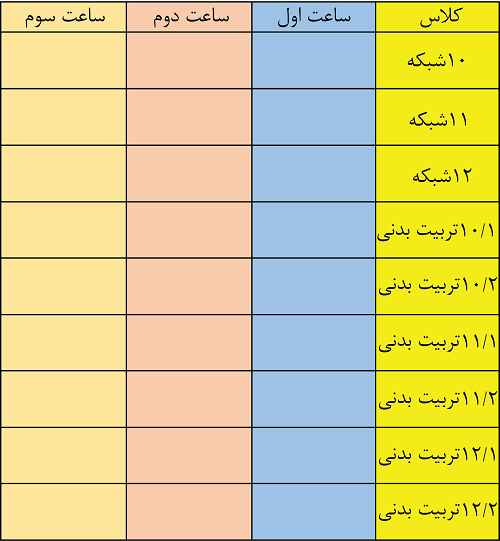 کلاس ساعت اول ساعت دوم ساعت سوم
۱۰شبکه
۱۱شبکه
۱۲شبکه
۱۰/۱تربیت بدنی
۱۰/۲تربیت بدنی
۱۱/۱تربیت بدنی
۱۱/۲تربیت بدنی
۱۲/۱تربیت بدنی
۱۲/۲تربیت بدنی